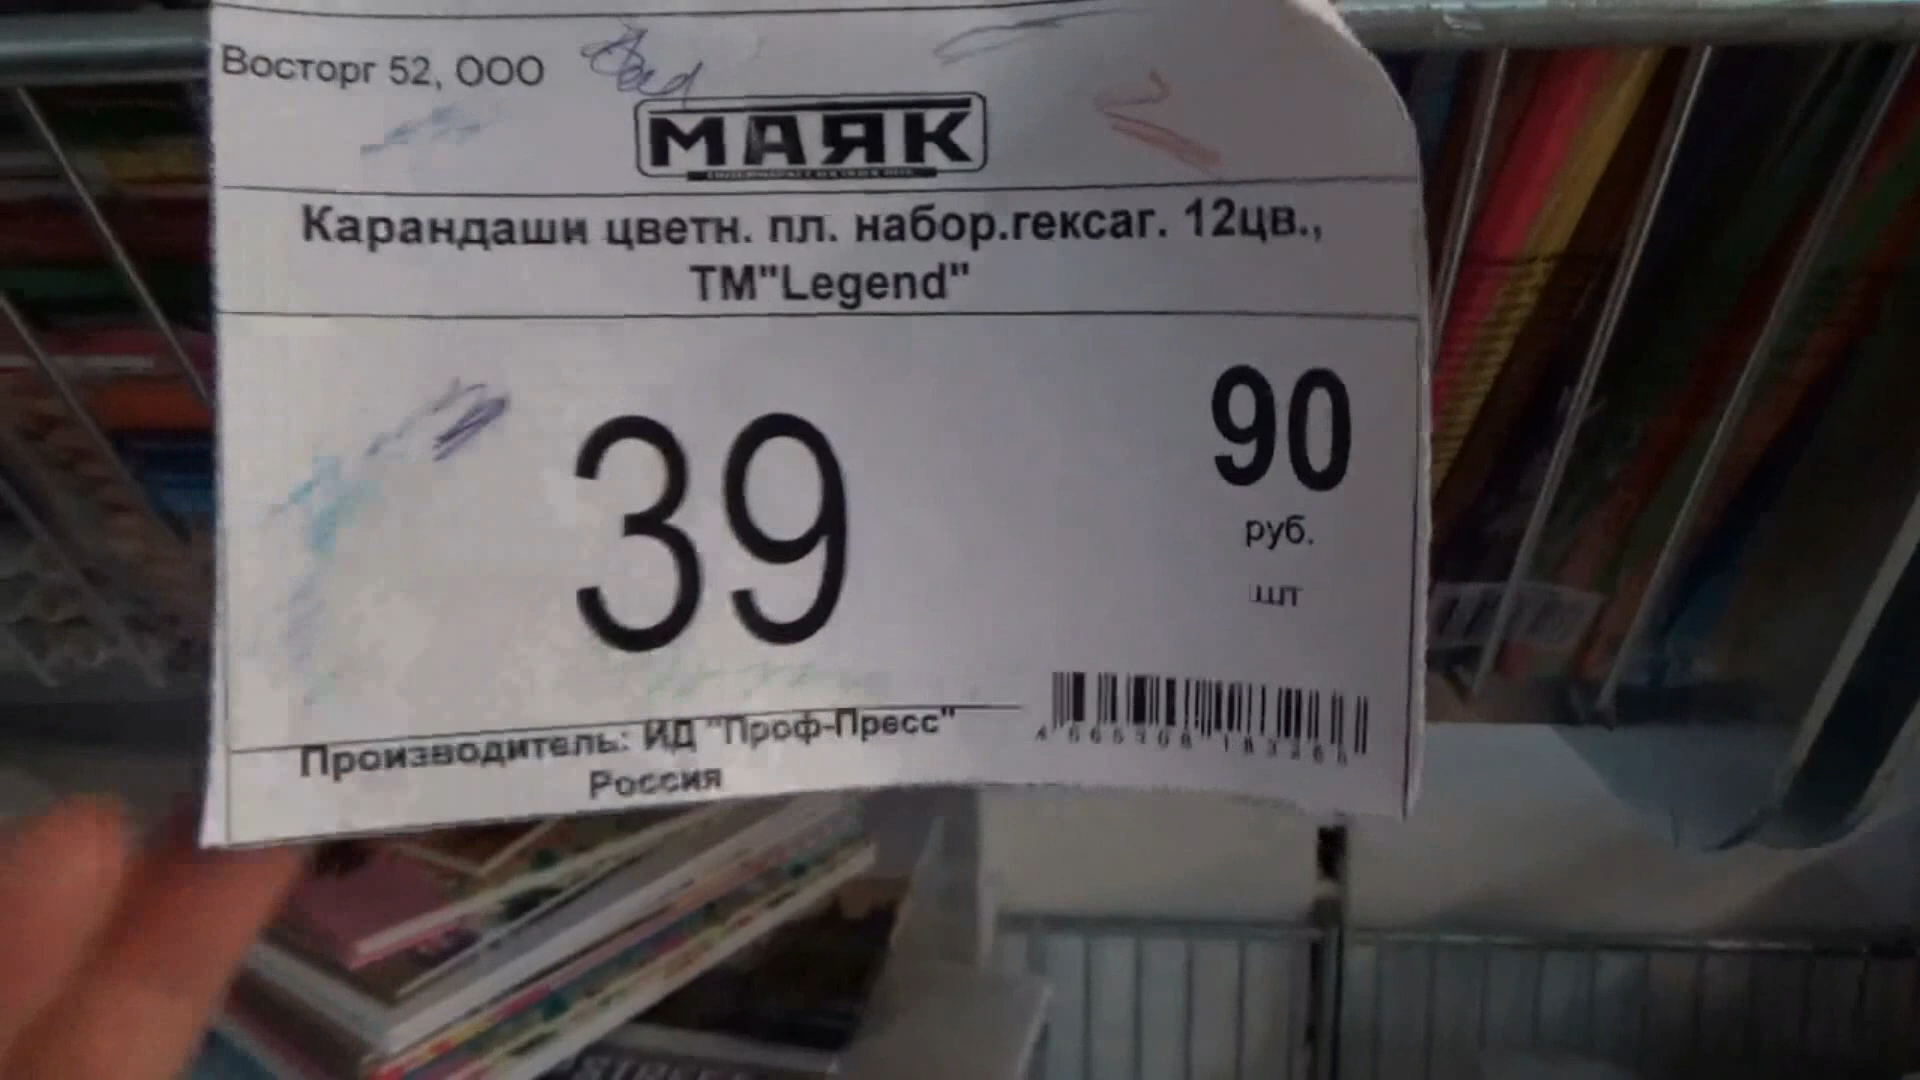 Восторг 52, ООО
МАЯК
Карандаши цветн. пл. набор.гексаг. 12цв.,
ТМ"Legend"
39
90
руб.
шт
Производитель: ИД "Проф-Пресс"
Россия